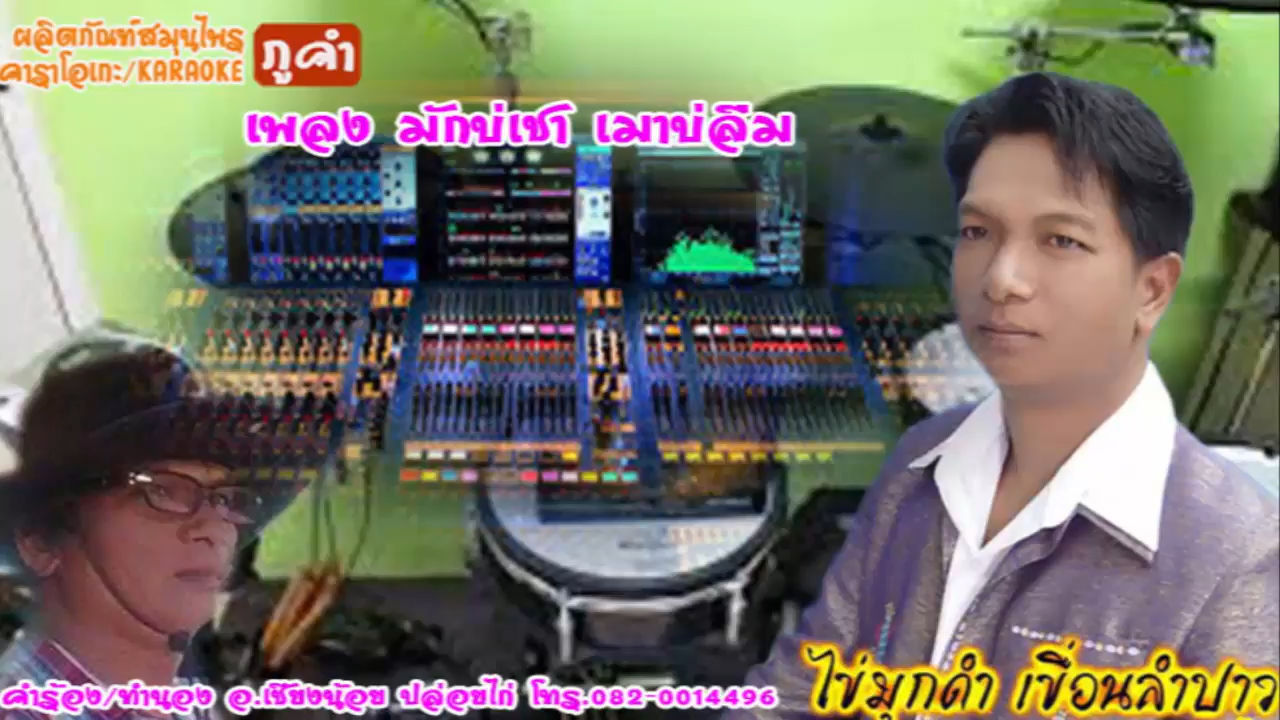 ผลิตภัณฑ์สมุนไพร
คาราโอเกะ/KARAOKE
ภูคำ
เพลง มักบ่เซา เมาบ่ลืม
คำร้อง/ทำนอง อ.เซียงน้อย ปล่อยไก่ โทร:082-0014496
ไข่มุกดำ เขื่อนลำปาว